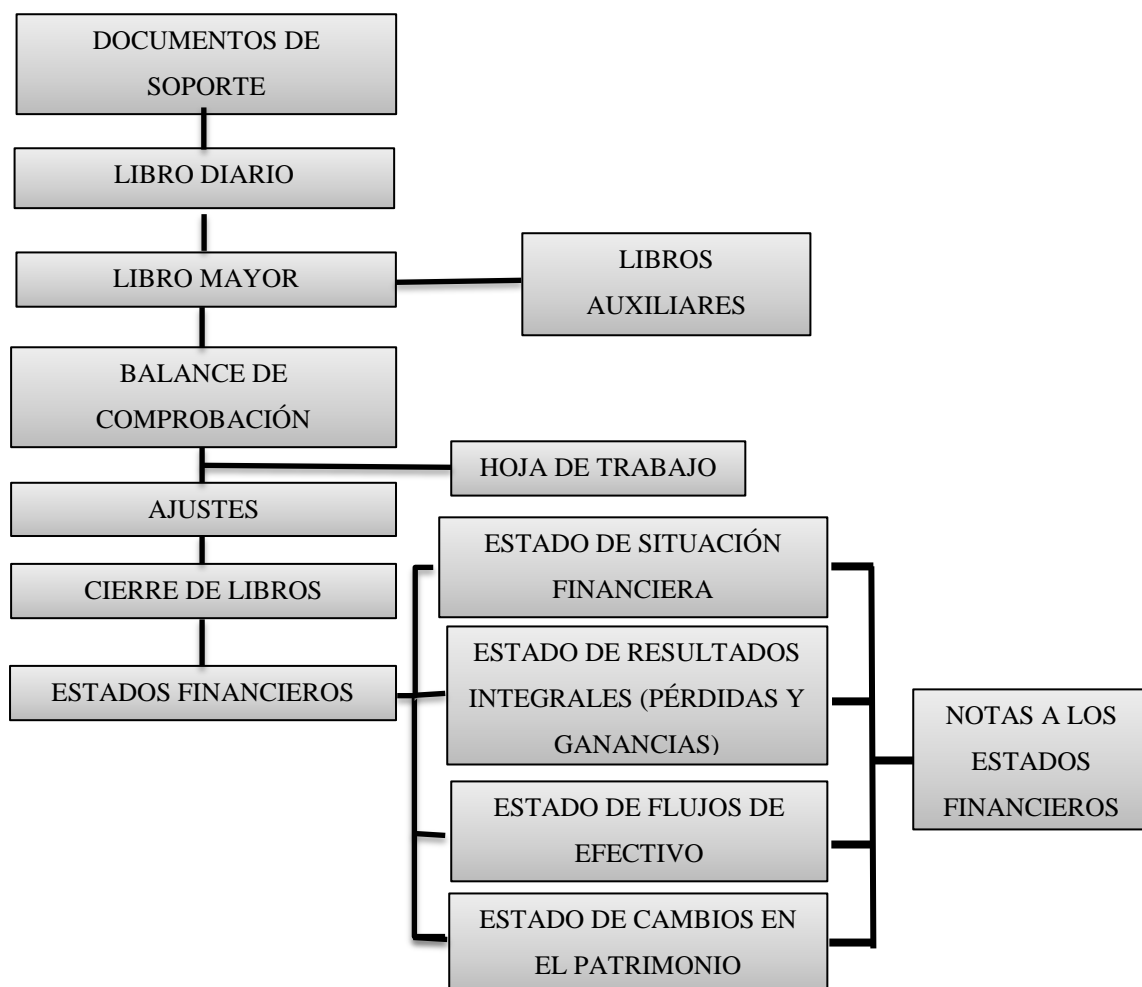 DOCUMENTOS DE
SOPORTE
LIBRO DIARIO
LIBRO MAYOR
LIBROS
AUXILIARES
BALANCE DE
COMPROBACIÓN
HOJA DE TRABAJO
AJUSTES
CIERRE DE LIBROS
ESTADOS FINANCIEROS
ESTADO DE SITUACIÓN
FINANCIERA
ESTADO DE RESULTADOS
INTEGRALES (PÉRDIDAS Y
GANANCIAS)
ESTADO DE FLUJOS DE
EFECTIVO
ESTADO DE CAMBIOS EN
EL PATRIMONIO
NOTAS A LOS
ESTADOS
FINANCIEROS